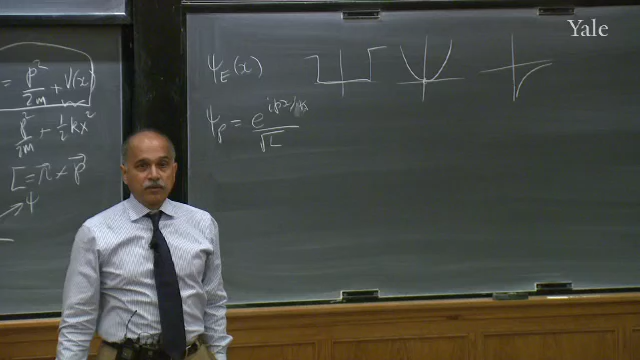 Yale
= p²/2m + V(x)
p²/2m + ½kx²
L = r × p
→ ψ
ψ_E(x)
ψ_p = e^{ipx/ħ}/√L